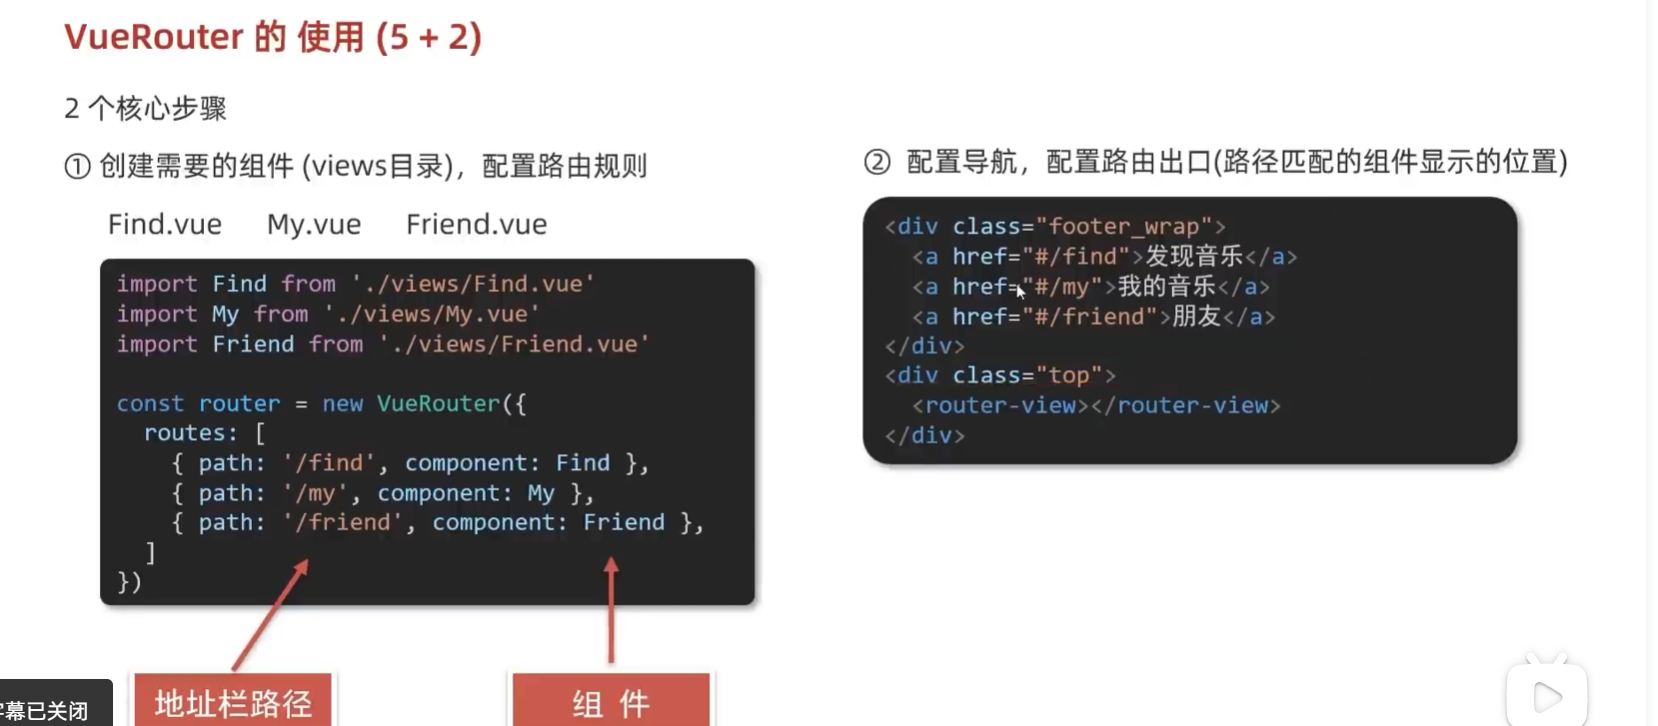 VueRouter 的 使用 (5 + 2)
2 个核心步骤
① 创建需要的组件 (views目录)，配置路由规则
Find.vue My.vue Friend.vue
import Find from './views/Find.vue'
import My from './views/My.vue'
import Friend from './views/Friend.vue'
const router = new VueRouter({
routes: [
{ path: '/find', component: Find },
{ path: '/my', component: My },
{ path: '/friend', component: Friend },
]
})
地址栏路径
组 件
② 配置导航，配置路由出口(路径匹配的组件显示的位置)
<div class="footer_wrap">
<a href="#/find">发现音乐</a>
<a href="#/my">我的音乐</a>
<a href="#/friend">朋友</a>
</div>
<div class="top">
<router-view></router-view>
</div>
幕已关闭